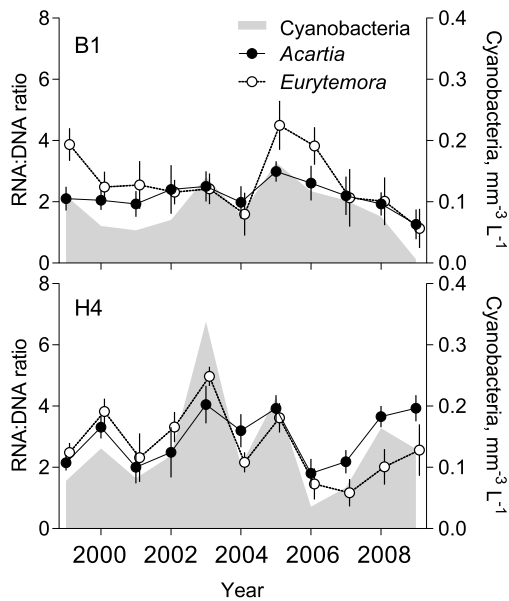 B1
Cyanobacteria
Acartia
Eurytemora
RNA:DNA ratio
8
6
4
2
0
0.4
0.3
0.2
0.1
0.0
Cyanobacteria, mm⁻³ L⁻¹
H4
RNA:DNA ratio
8
6
4
2
0
0.4
0.3
0.2
0.1
0.0
Cyanobacteria, mm⁻³ L⁻¹
2000 2002 2004 2006 2008
Year